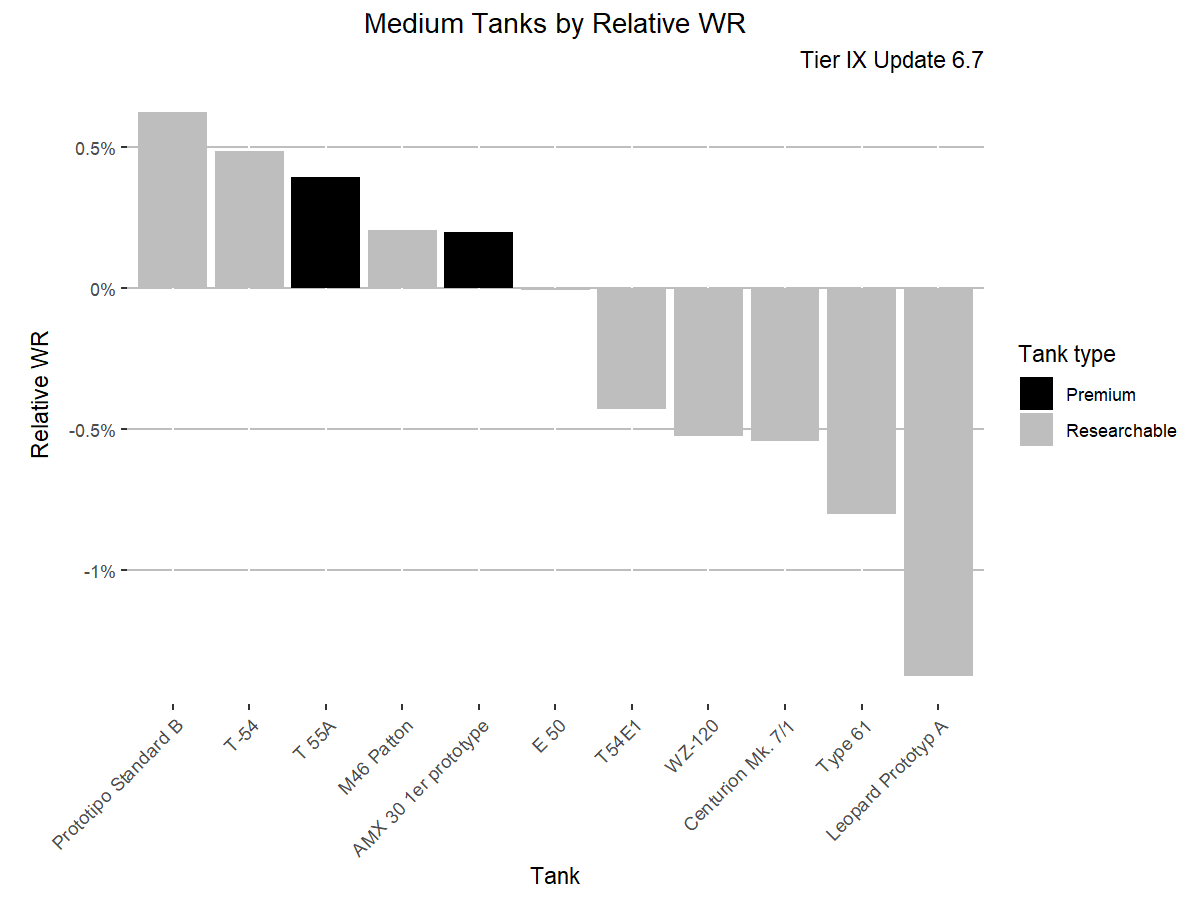 Medium Tanks by Relative WR
Tier IX Update 6.7
0.5%
0%
-0.5%
-1%
Relative WR
Prototipo Standard B
T-54
T 55A
M46 Patton
AMX 30 1er prototype
E 50
T54E1
WZ-120
Centurion Mk. 7/1
Type 61
Leopard Prototyp A
Tank
Tank type
Premium
Researchable